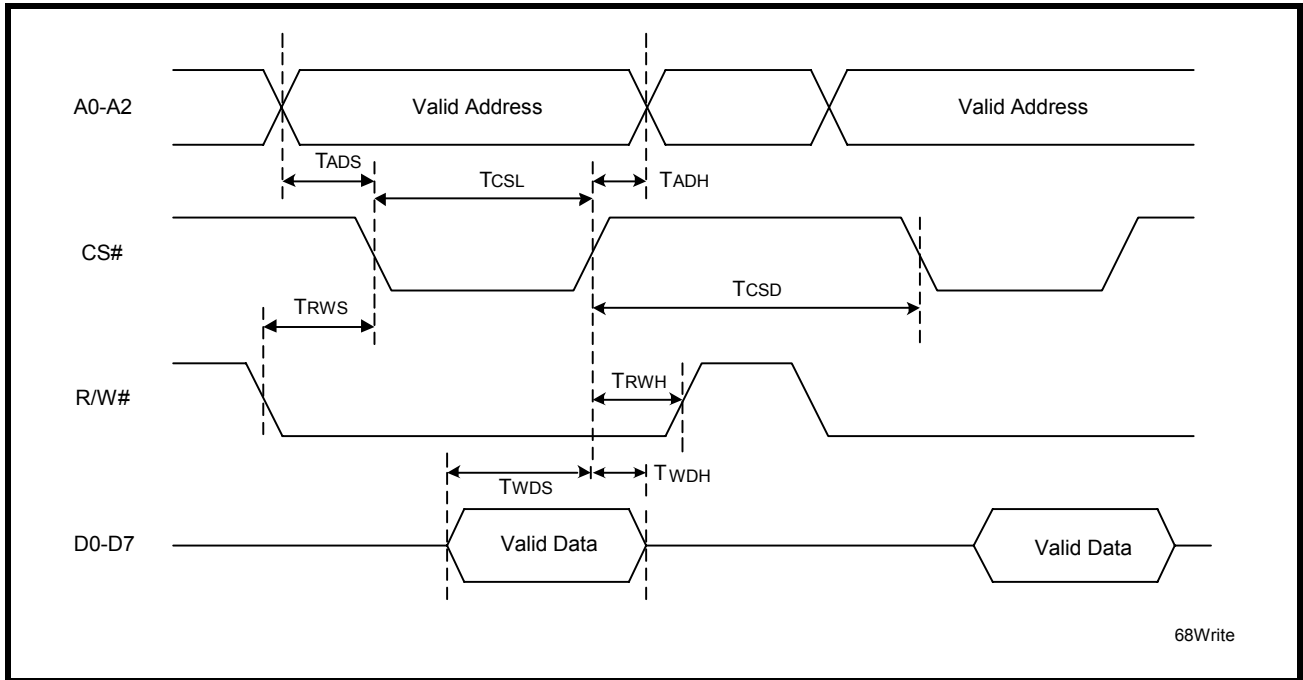 A0-A2
Valid Address
Valid Address
TADS
TCSL
TADH
CS#
TCSD
TRWS
R/W#
TRWH
TWDS
TWDH
D0-D7
Valid Data
Valid Data
68Write